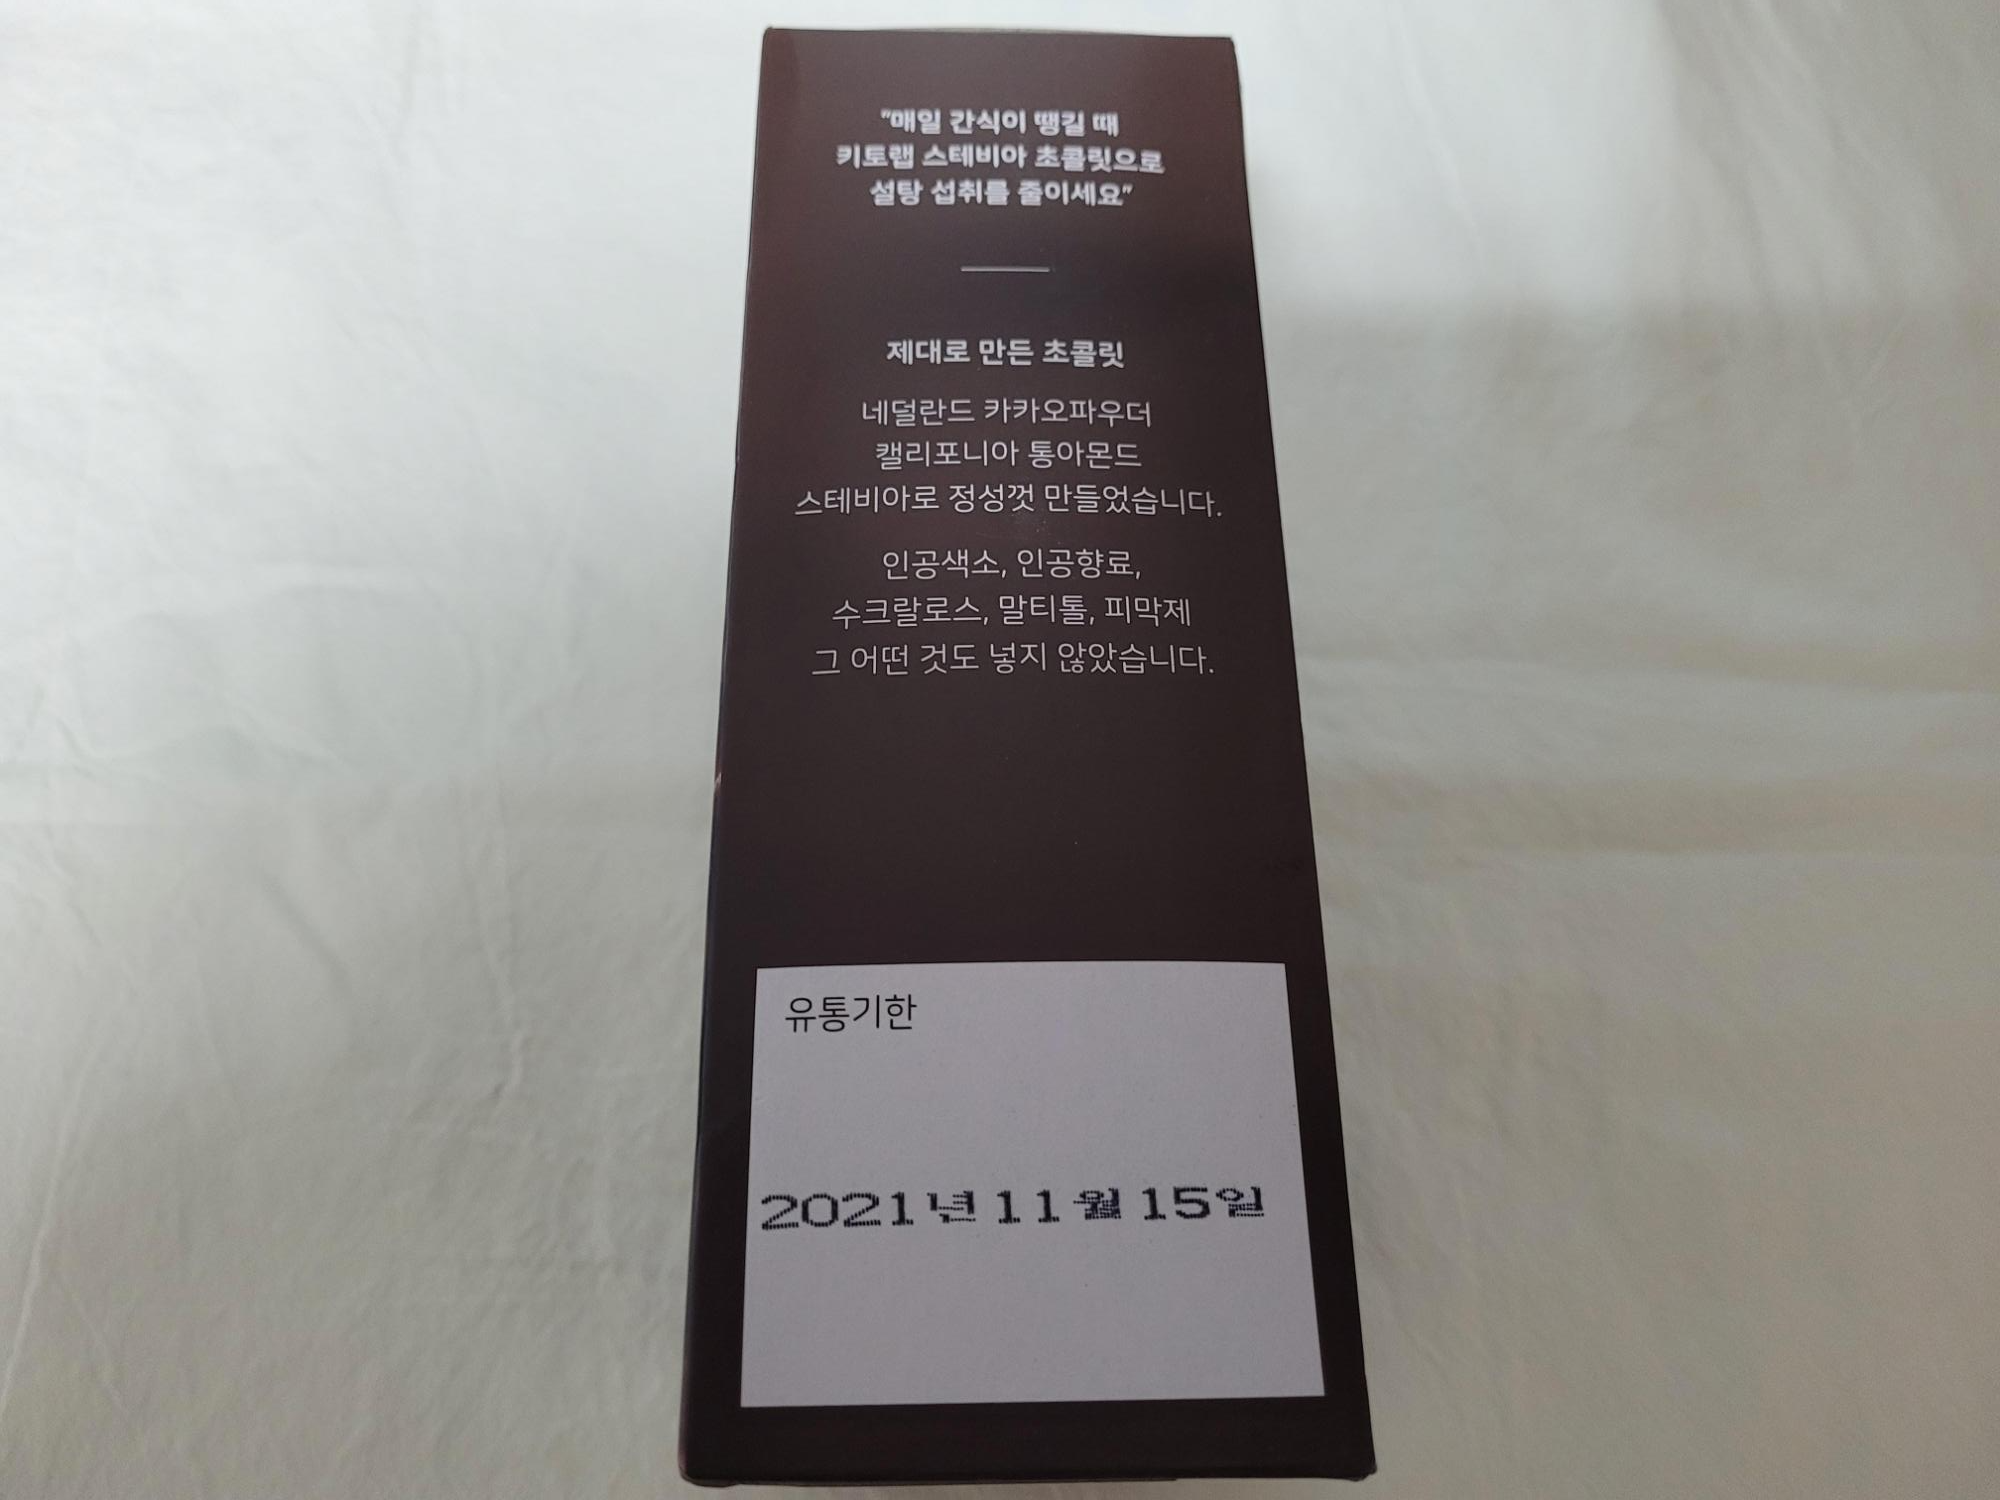 "매일 간식이 땡길 때
키토랩 스테비아 초콜릿으로
설탕 섭취를 줄이세요"
제대로 만든 초콜릿
네덜란드 카카오파우더
캘리포니아 통아몬드
스테비아로 정성껏 만들었습니다.
인공색소, 인공향료,
수크랄로스, 말티톨, 피막제
그 어떤 것도 넣지 않았습니다.
유통기한
2021년 11월 15일